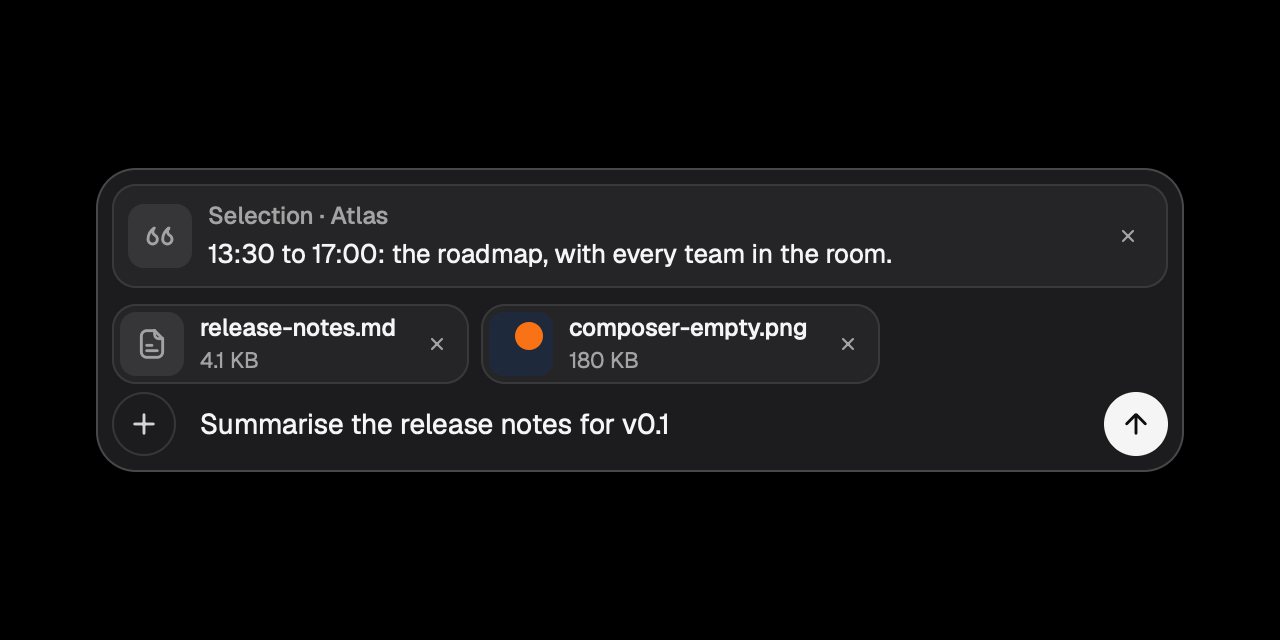 Selection · Atlas
13:30 to 17:00: the roadmap, with every team in the room.
release-notes.md
4.1 KB
composer-empty.png
180 KB
Summarise the release notes for v0.1